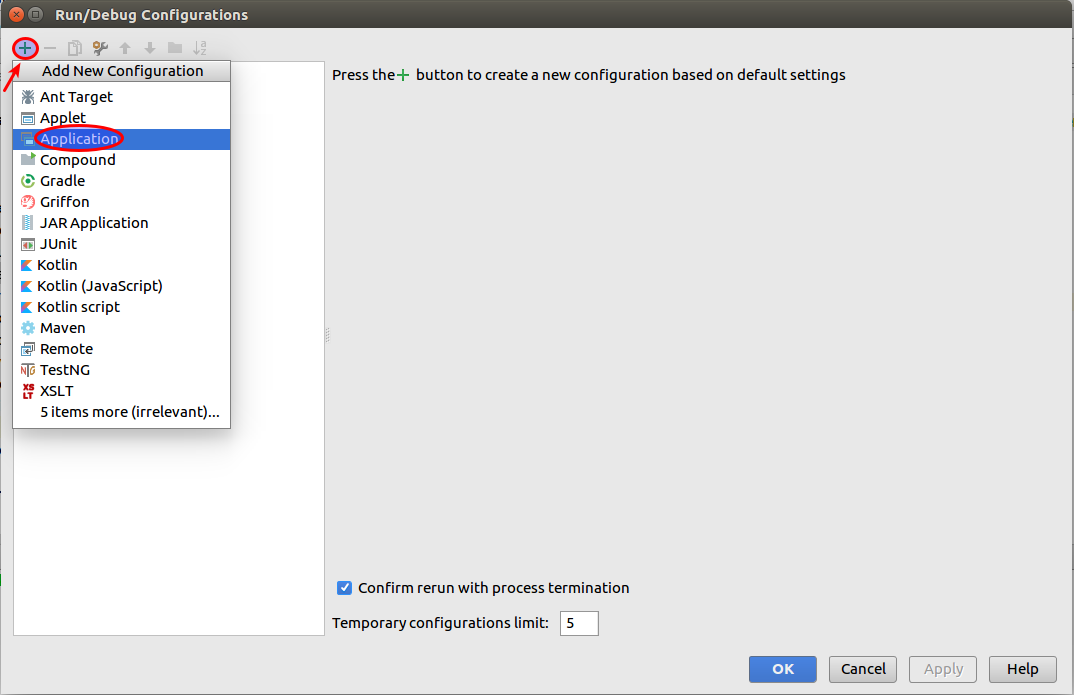 Run/Debug Configurations
Add New Configuration
Press the + button to create a new configuration based on default settings
Ant Target
Applet
Application
Compound
Gradle
Griffon
JAR Application
JUnit
Kotlin
Kotlin (JavaScript)
Kotlin script
Maven
Remote
TestNG
XSLT
5 items more (irrelevant)...
Confirm rerun with process termination
Temporary configurations limit: 5
OK Cancel Apply Help